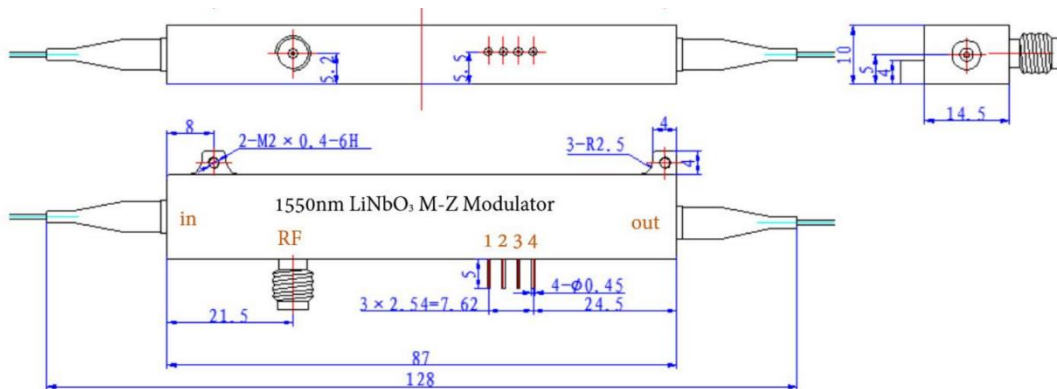 5.2
5.5
10
5
4
14.5
8
2-M2×0.4-6H
3-R2.5
4
4
in
1550nm LiNbO₃ M-Z Modulator
out
RF
1 2 3 4
5
4-Ø0.45
3×2.54=7.62
24.5
21.5
87
128